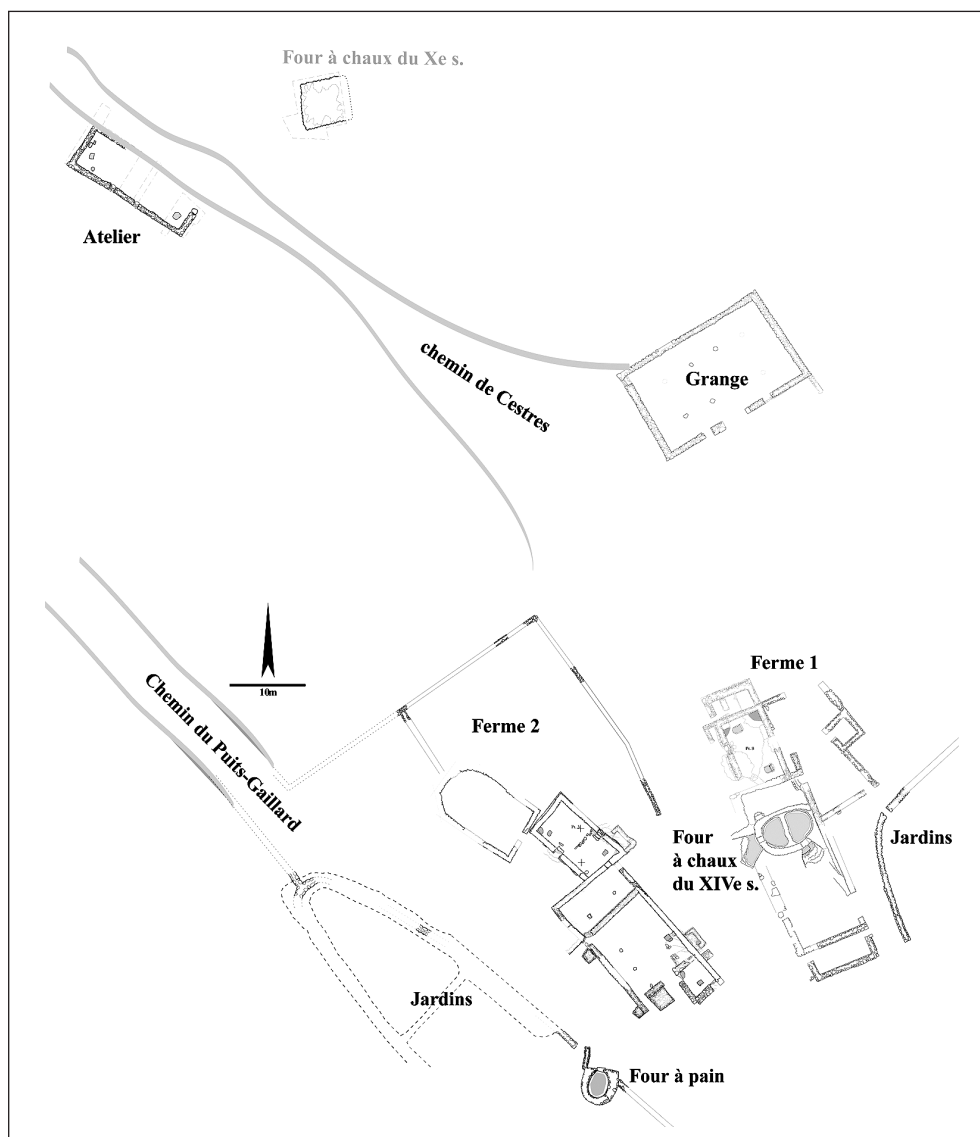 Four à chaux du Xe s.
Atelier
chemin de Cestres
Grange
10m
Chemin du Puits-Gaillard
Ferme 1
Ferme 2
Four
à chaux
du XIVe s.
Jardins
Jardins
Four à pain